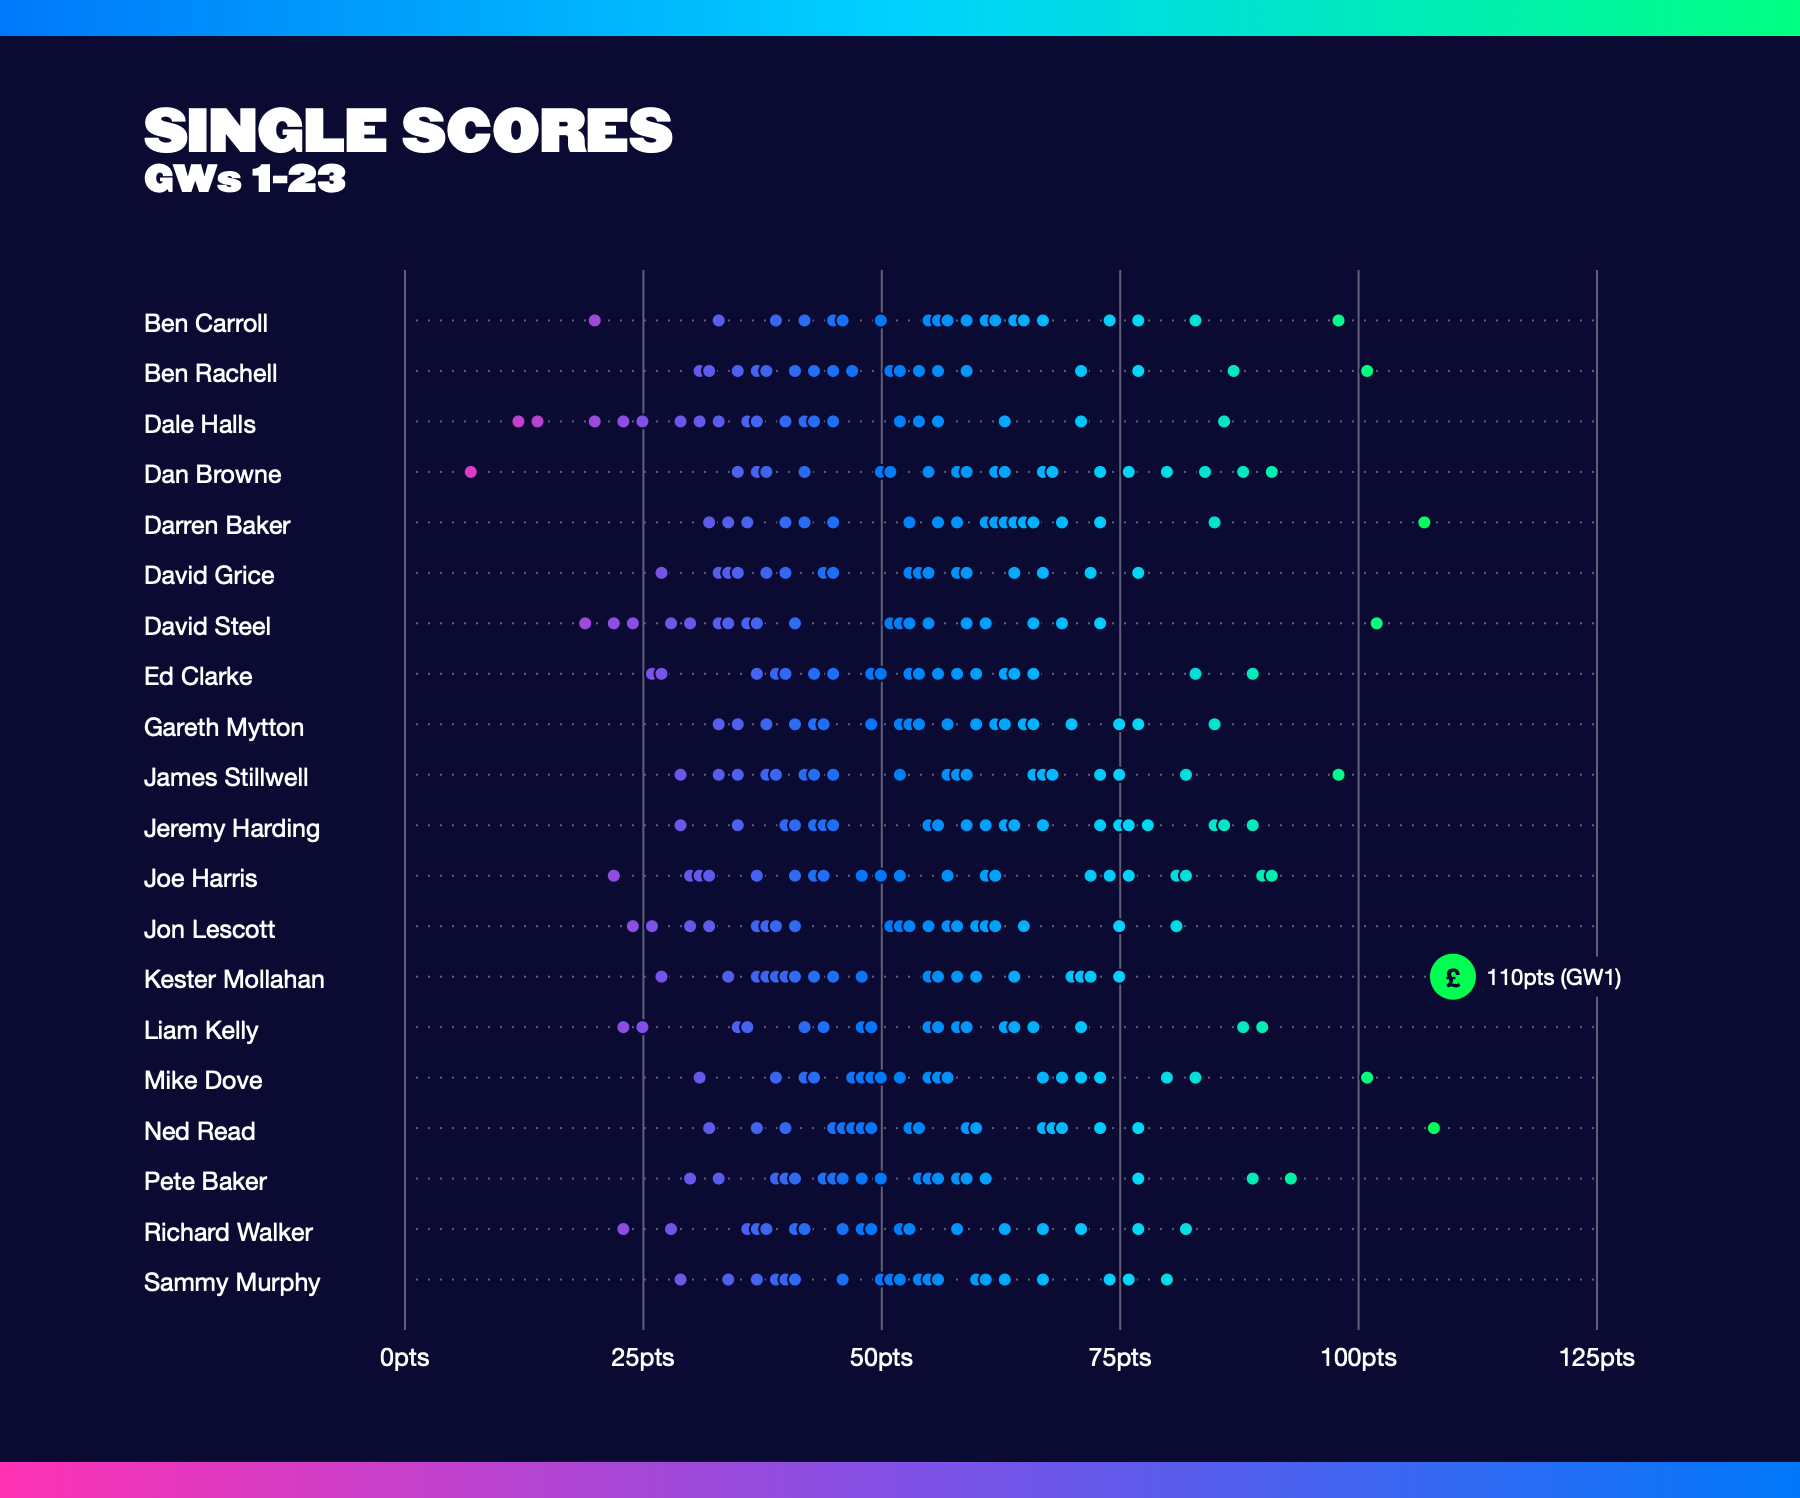 SINGLE SCORES
GWs 1-23
Ben Carroll
Ben Rachell
Dale Halls
Dan Browne
Darren Baker
David Grice
David Steel
Ed Clarke
Gareth Mytton
James Stillwell
Jeremy Harding
Joe Harris
Jon Lescott
Kester Mollahan
£ 110pts (GW1)
Liam Kelly
Mike Dove
Ned Read
Pete Baker
Richard Walker
Sammy Murphy
0pts 25pts 50pts 75pts 100pts 125pts